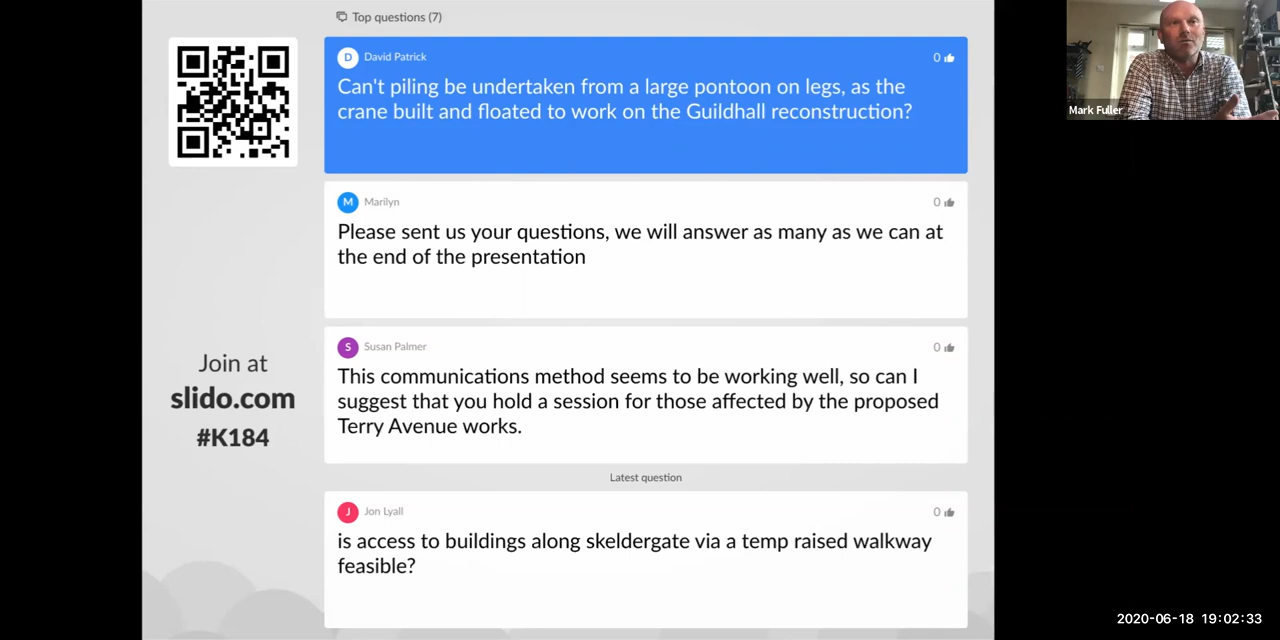 Top questions (7)
D David Patrick 0
Can't piling be undertaken from a large pontoon on legs, as the
crane built and floated to work on the Guildhall reconstruction?
M Marilyn 0
Please sent us your questions, we will answer as many as we can at
the end of the presentation
S Susan Palmer 0
This communications method seems to be working well, so can I
suggest that you hold a session for those affected by the proposed
Terry Avenue works.
Latest question
J Jon Lyall 0
is access to buildings along skeldergate via a temp raised walkway
feasible?
Join at
slido.com
#K184
Mark Fuller
2020-06-18 19:02:33